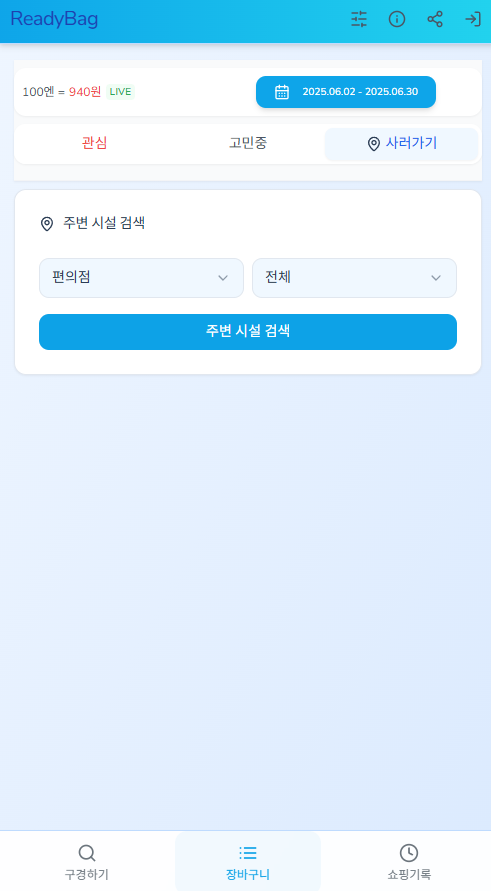 ReadyBag
100엔 = 940원 LIVE
2025.06.02 - 2025.06.30
관심 고민중 사러가기
주변 시설 검색
편의점 전체
주변 시설 검색
구경하기 장바구니 쇼핑기록